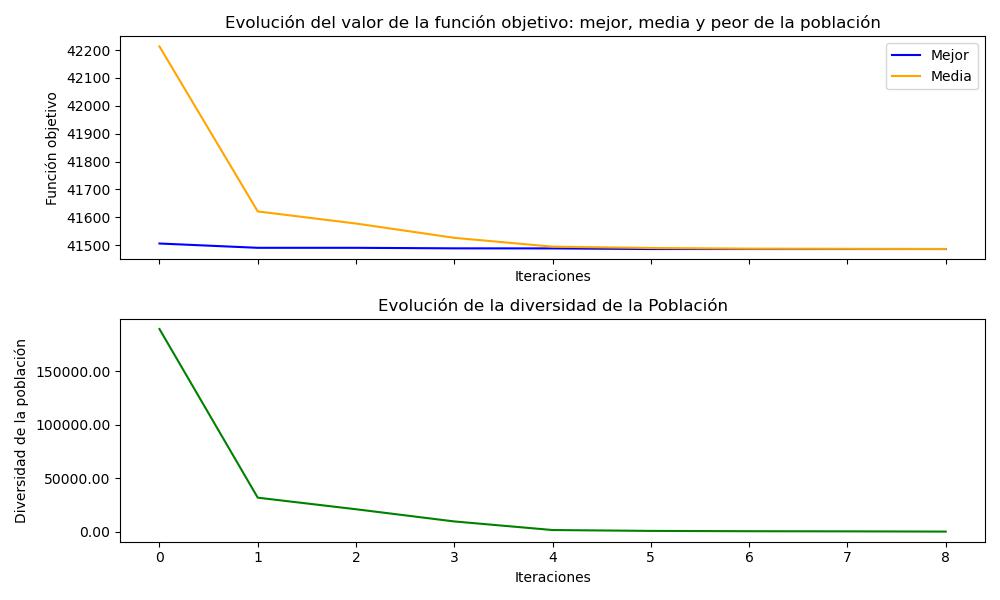 Evolución del valor de la función objetivo: mejor, media y peor de la población
Función objetivo
42200
42100
42000
41900
41800
41700
41600
41500
Mejor
Media
Iteraciones
Evolución de la diversidad de la Población
Diversidad de la población
150000.00
100000.00
50000.00
0.00
0 1 2 3 4 5 6 7 8
Iteraciones